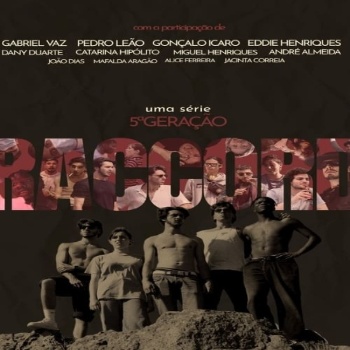 com a participação de
GABRIEL VAZ PEDRO LEÃO GONÇALO ICARO EDDIE HENRIQUES
DANY DUARTE CATARINA HIPÓLITO MIGUEL HENRIQUES ANDRÉ ALMEIDA
JOÃO DIAS MAFALDA ARAGÃO ALICE FERREIRA JACINTA CORREIA
uma série
5ªGERAÇÃO
RACCORD